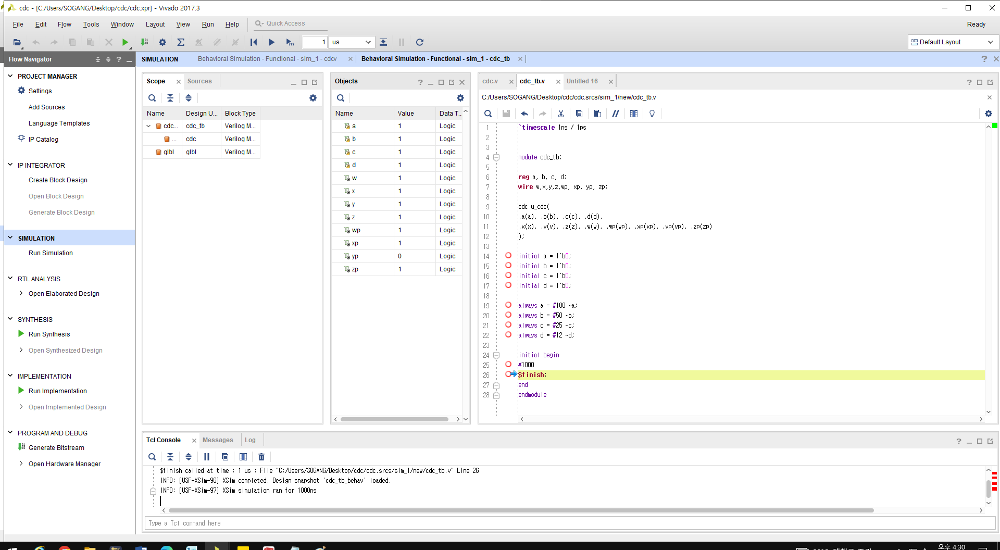 cdc - [C:/Users/SOGANG/Desktop/cdc/cdc.xpr] - Vivado 2017.3
File Edit Flow Tools Window Layout View Run Help Quick Access
Ready
1 us
Default Layout
Flow Navigator
PROJECT MANAGER
Settings
Add Sources
Language Templates
IP Catalog
IP INTEGRATOR
Create Block Design
Open Block Design
Generate Block Design
SIMULATION
Run Simulation
RTL ANALYSIS
Open Elaborated Design
SYNTHESIS
Run Synthesis
Open Synthesized Design
IMPLEMENTATION
Run Implementation
Open Implemented Design
PROGRAM AND DEBUG
Generate Bitstream
Open Hardware Manager
SIMULATION Behavioral Simulation - Functional - sim_1 - cdcv Behavioral Simulation - Functional - sim_1 - cdc_tb
Scope Sources
Name Design U... Block Type
cdc... cdc_tb Verilog M...
... cdc Verilog M...
glbl glbl Verilog M...
Objects
Name Value Data T..
a 1 Logic
b 1 Logic
c 1 Logic
d 1 Logic
w 1 Logic
x 1 Logic
y 1 Logic
z 1 Logic
wp 1 Logic
xp 1 Logic
yp 0 Logic
zp 1 Logic
cdc.v cdc_tb.v Untitled 16
C:/Users/SOGANG/Desktop/cdc/cdc.srcs/sim_1/new/cdc_tb.v
1 `timescale 1ns / 1ps
2
3
4 module cdc_tb;
5
6 reg a, b, c, d;
7 wire w,x,y,z,wp, xp, yp, zp;
8
9 cdc u_cdc(
10 .a(a), .b(b), .c(c), .d(d),
11 .x(x), .y(y), .z(z), .w(w), .wp(wp), .xp(xp), .yp(yp), .zp(zp)
12 );
13
14 initial a = 1'b0;
15 initial b = 1'b0;
16 initial c = 1'b0;
17 initial d = 1'b0;
18
19 always a = #100 ~a;
20 always b = #50 ~b;
21 always c = #25 ~c;
22 always d = #12 ~d;
23
24 initial begin
25 #1000
26 $finish;
27 end
28 endmodule
Tcl Console Messages Log
$finish called at time : 1 us : File "C:/Users/SOGANG/Desktop/cdc/cdc.srcs/sim_1/new/cdc_tb.v" Line 26
INFO: [USF-XSim-96] XSim completed. Design snapshot 'cdc_tb_behav' loaded.
INFO: [USF-XSim-97] XSim simulation ran for 1000ns
Type a Tcl command here
오후 4:30